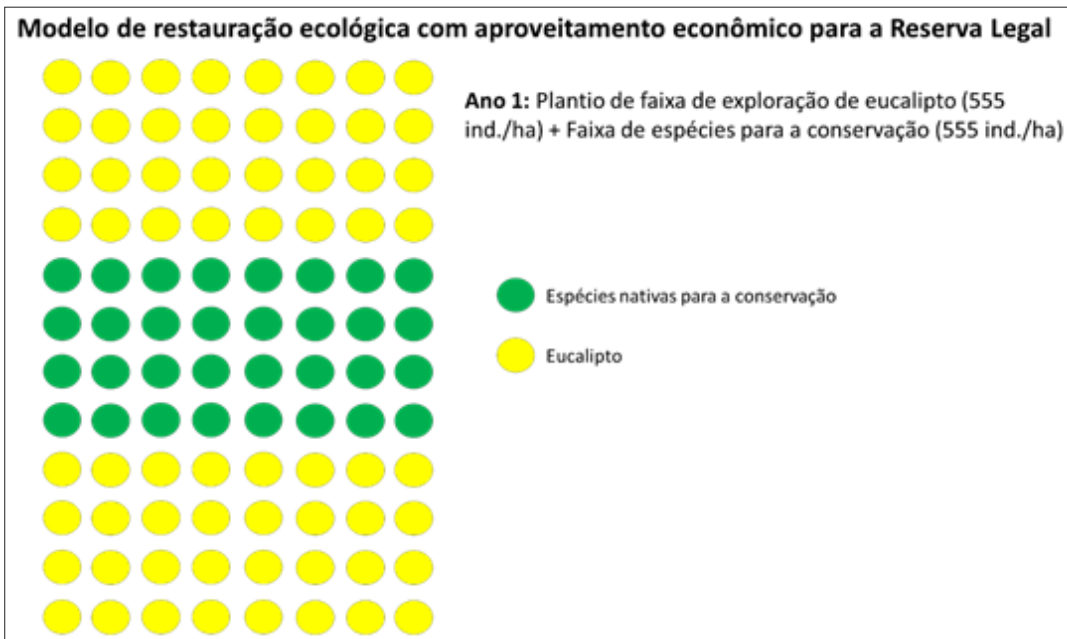 Modelo de restauração ecológica com aproveitamento econômico para a Reserva Legal
Ano 1: Plantio de faixa de exploração de eucalipto (555
ind./ha) + Faixa de espécies para a conservação (555 ind./ha)
Espécies nativas para a conservação
Eucalipto